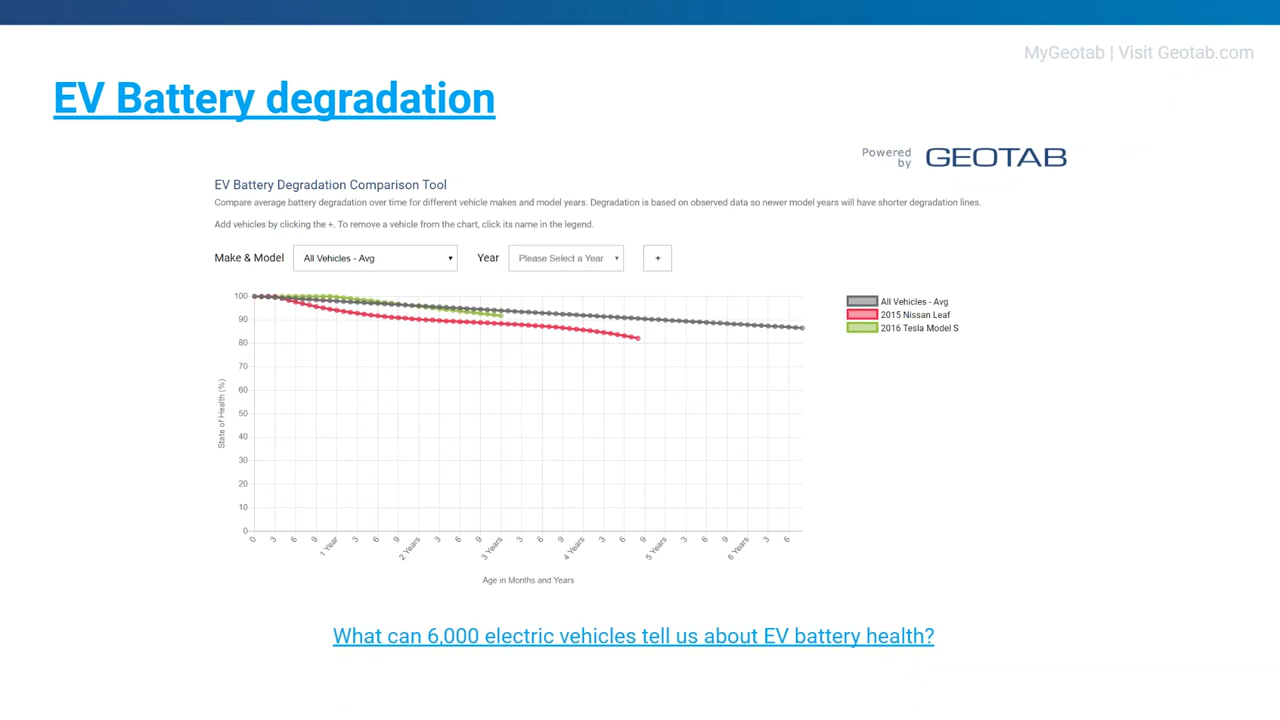 MyGeotab | Visit Geotab.com
EV Battery degradation
Powered
by
GEOTAB
EV Battery Degradation Comparison Tool
Compare average battery degradation over time for different vehicle makes and model years. Degradation is based on observed data so newer model years will have shorter degradation lines.
Add vehicles by clicking the +. To remove a vehicle from the chart, click its name in the legend.
Make & Model All Vehicles - Avg Year Please Select a Year +
All Vehicles - Avg
2015 Nissan Leaf
2016 Tesla Model S
State of Health (%)
100
90
80
70
60
50
40
30
20
10
0
0 3 6 9 1 Year 3 6 9 2 Years 3 6 9 3 Years 3 6 9 4 Years 3 6 9 5 Years 3 6 9 6 Years 3 6
Age in Months and Years
What can 6,000 electric vehicles tell us about EV battery health?